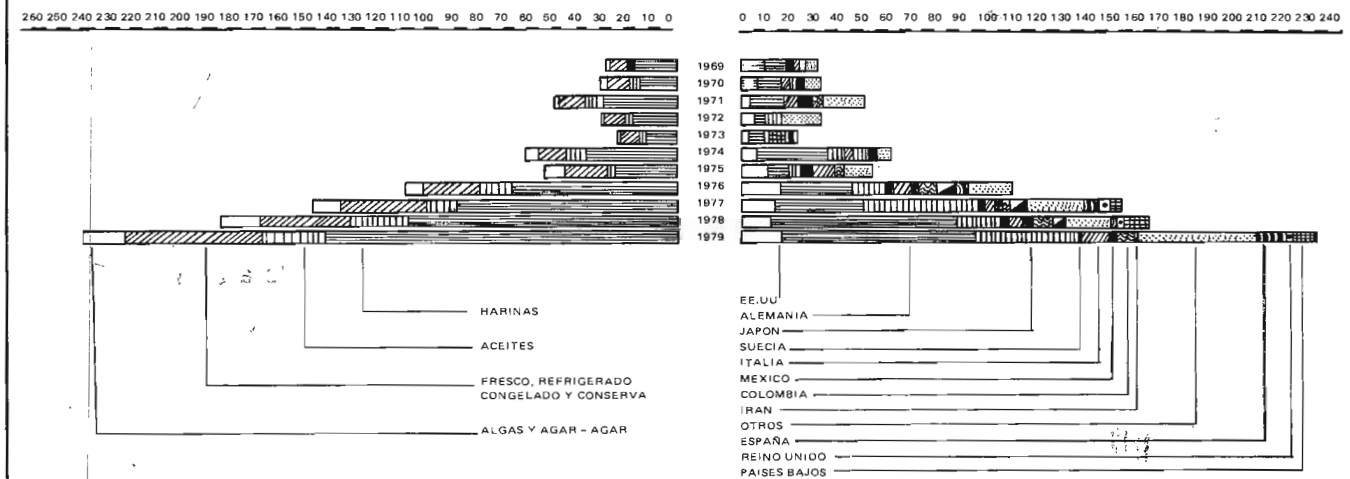 260 250 240 230 220 210 200 190 180 170 160 150 140 130 120 110 100 90 80 70 60 50 40 30 20 10 0
0 10 20 30 40 50 60 70 80 90 100 110 120 130 140 150 160 170 180 190 200 210 220 230 240
1969
1970
1971
1972
1973
1974
1975
1976
1977
1978
1979
HARINAS
ACEITES
FRESCO, REFRIGERADO
CONGELADO Y CONSERVA
ALGAS Y AGAR - AGAR
EE.UU
ALEMANIA
JAPON
SUECIA
ITALIA
MEXICO
COLOMBIA
IRAN
OTROS
ESPAÑA
REINO UNIDO
PAISES BAJOS